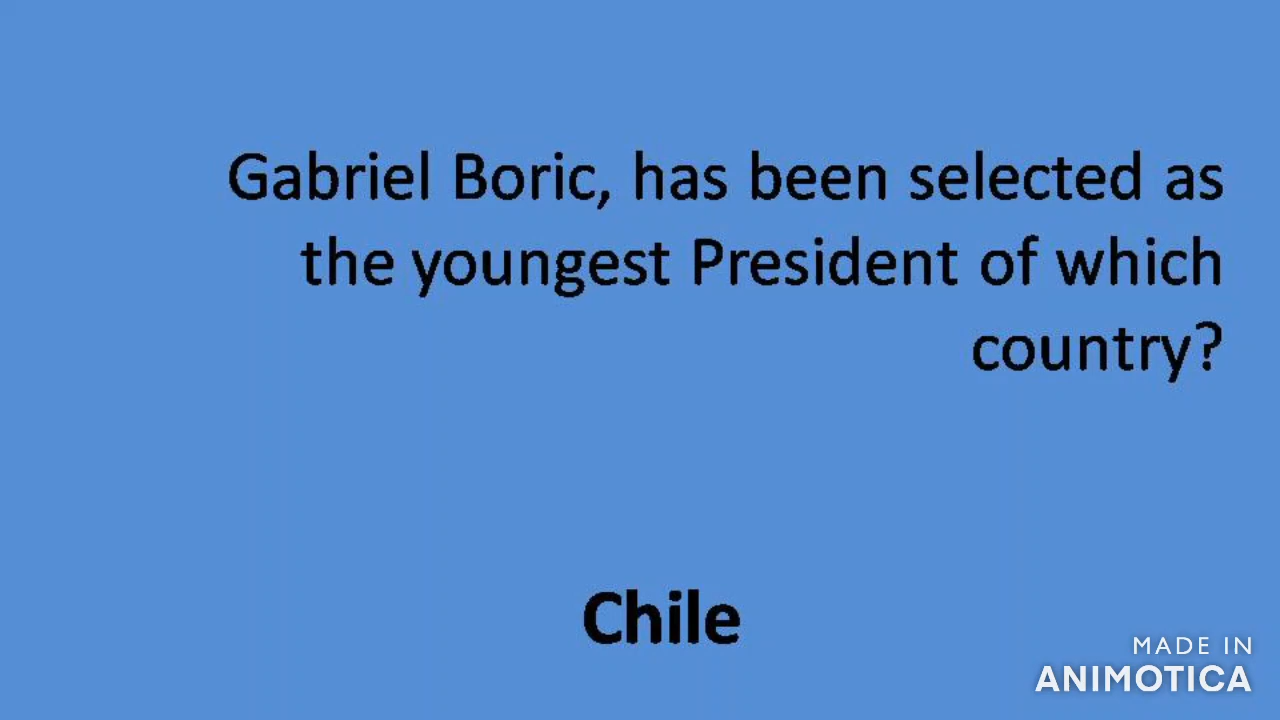 Gabriel Boric, has been selected as
the youngest President of which
country?
Chile
MADE IN
ANIMOTICA